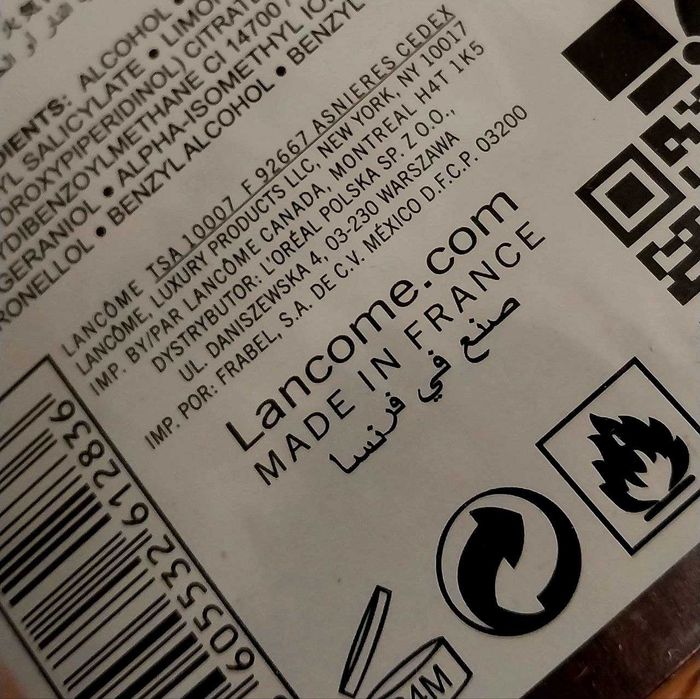 DIENTS: ALCOHOL
YL SALICYLATE • LIMO
DROXYPIPERIDINOL) CITRAT
YDIBENZOYLMETHANE CI 14700 /
GERANIOL • ALPHA-ISOMETHYL IO
RONELLOL • BENZYL ALCOHOL • BENZYL
LANCÔME TSA 10007 F 92667 ASNIERES CEDEX
LANCÔME, LUXURY PRODUCTS LLC, NEW YORK, NY 10017
IMP. BY/PAR LANCÔME CANADA, MONTREAL H4T 1K5
DYSTRYBUTOR: L'ORÉAL POLSKA SP. Z O.O.,
UL. DANISZEWSKA 4, 03-230 WARSZAWA
IMP. POR: FRABEL, S.A. DE C.V. MÉXICO D.F.C.P. 03200
Lancome.com
MADE IN FRANCE
صنع في فرنسا
605532 612836
24M